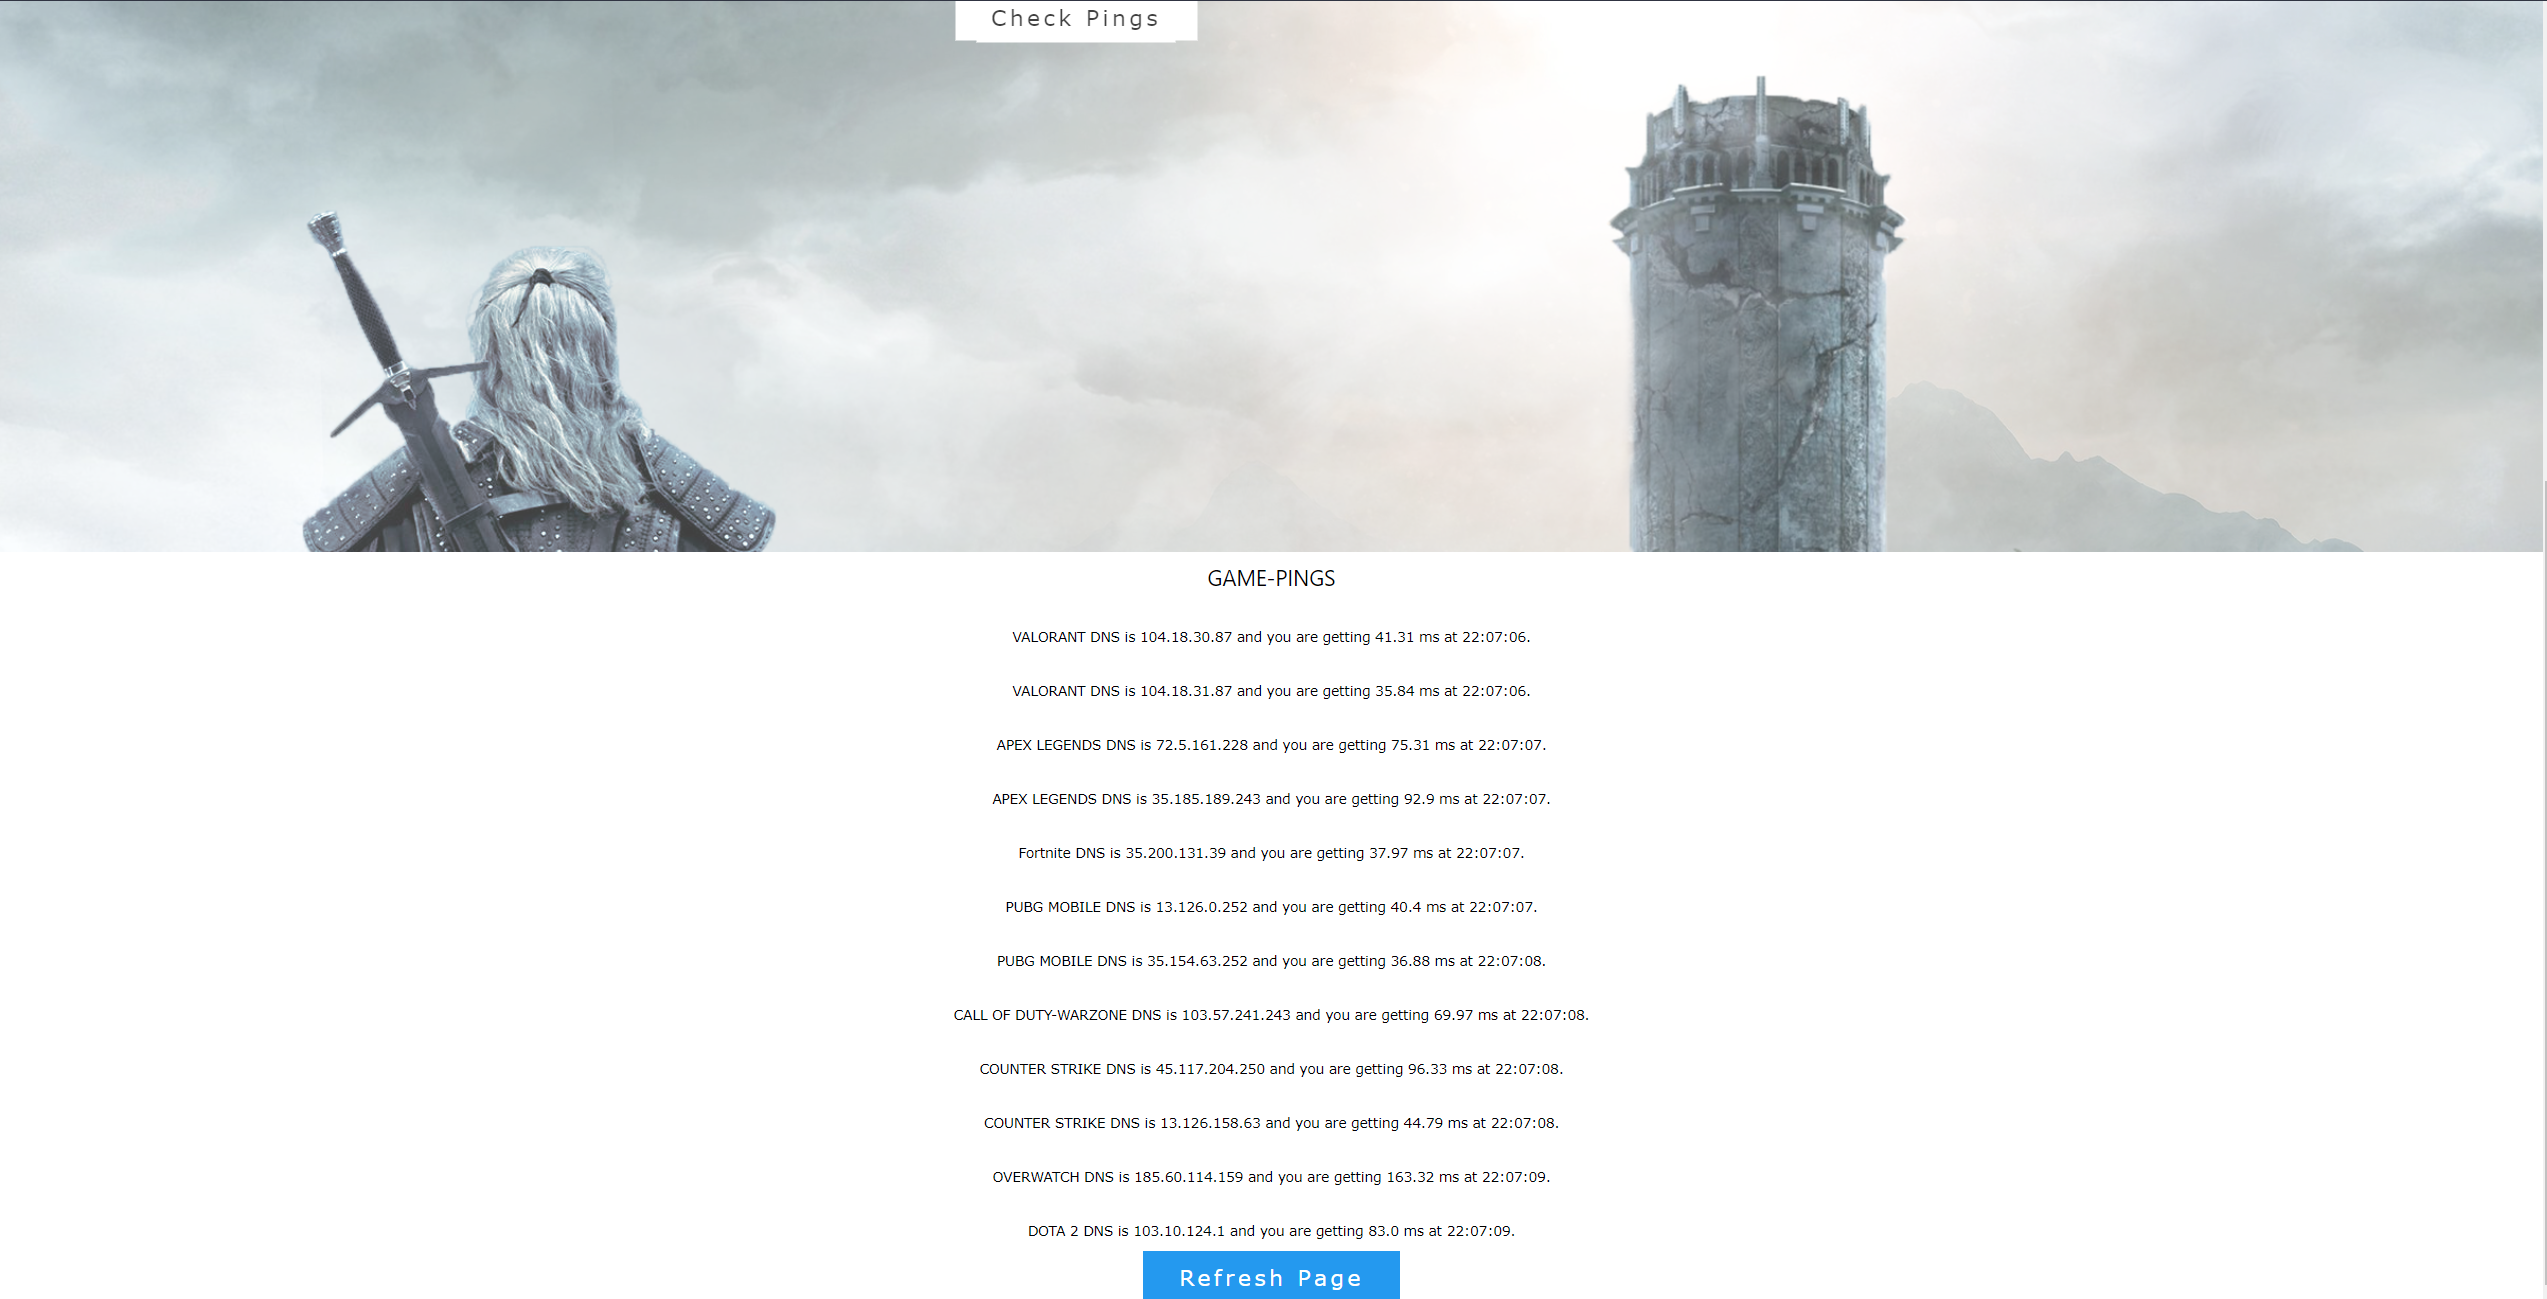 Check Pings
GAME-PINGS
VALORANT DNS is 104.18.30.87 and you are getting 41.31 ms at 22:07:06.
VALORANT DNS is 104.18.31.87 and you are getting 35.84 ms at 22:07:06.
APEX LEGENDS DNS is 72.5.161.228 and you are getting 75.31 ms at 22:07:07.
APEX LEGENDS DNS is 35.185.189.243 and you are getting 92.9 ms at 22:07:07.
Fortnite DNS is 35.200.131.39 and you are getting 37.97 ms at 22:07:07.
PUBG MOBILE DNS is 13.126.0.252 and you are getting 40.4 ms at 22:07:07.
PUBG MOBILE DNS is 35.154.63.252 and you are getting 36.88 ms at 22:07:08.
CALL OF DUTY-WARZONE DNS is 103.57.241.243 and you are getting 69.97 ms at 22:07:08.
COUNTER STRIKE DNS is 45.117.204.250 and you are getting 96.33 ms at 22:07:08.
COUNTER STRIKE DNS is 13.126.158.63 and you are getting 44.79 ms at 22:07:08.
OVERWATCH DNS is 185.60.114.159 and you are getting 163.32 ms at 22:07:09.
DOTA 2 DNS is 103.10.124.1 and you are getting 83.0 ms at 22:07:09.
Refresh Page